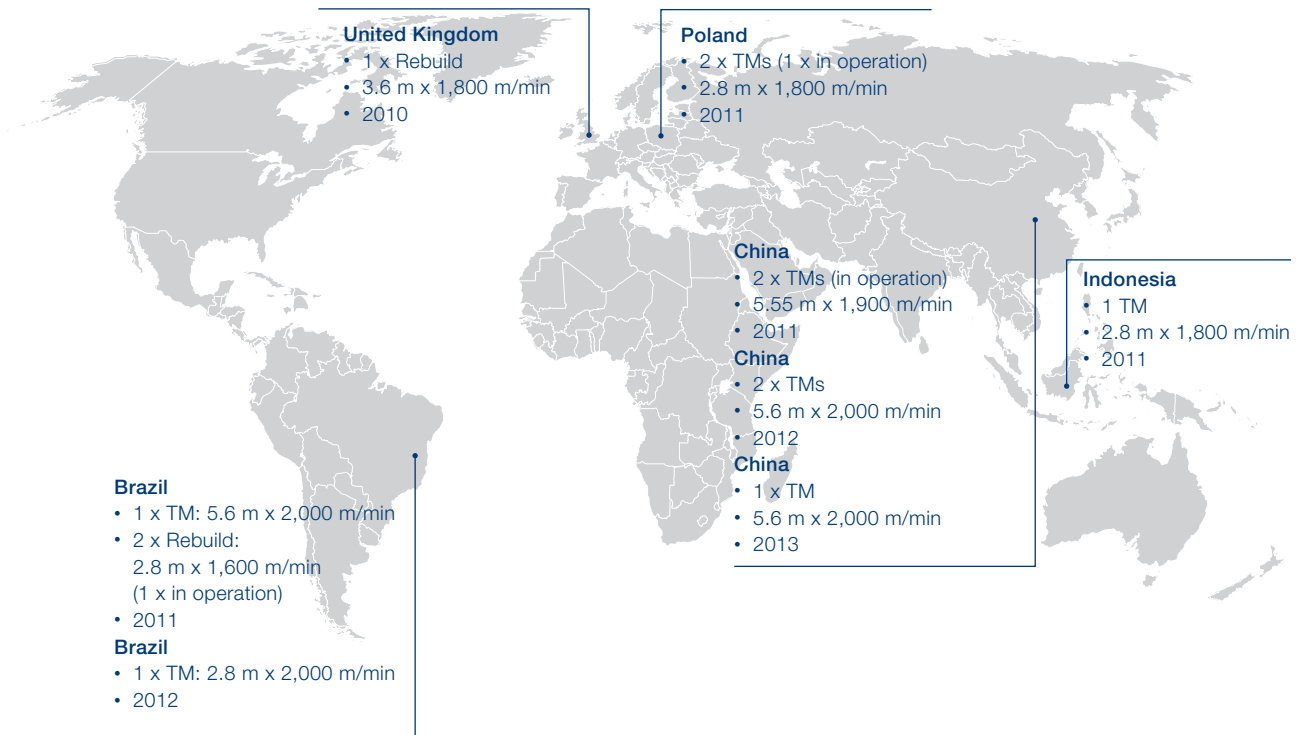 United Kingdom
• 1 x Rebuild
• 3.6 m x 1,800 m/min
• 2010
Poland
• 2 x TMs (1 x in operation)
• 2.8 m x 1,800 m/min
• 2011
China
• 2 x TMs (in operation)
• 5.55 m x 1,900 m/min
• 2011
China
• 2 x TMs
• 5.6 m x 2,000 m/min
• 2012
China
• 1 x TM
• 5.6 m x 2,000 m/min
• 2013
Indonesia
• 1 TM
• 2.8 m x 1,800 m/min
• 2011
Brazil
• 1 x TM: 5.6 m x 2,000 m/min
• 2 x Rebuild:
2.8 m x 1,600 m/min
(1 x in operation)
• 2011
Brazil
• 1 x TM: 2.8 m x 2,000 m/min
• 2012